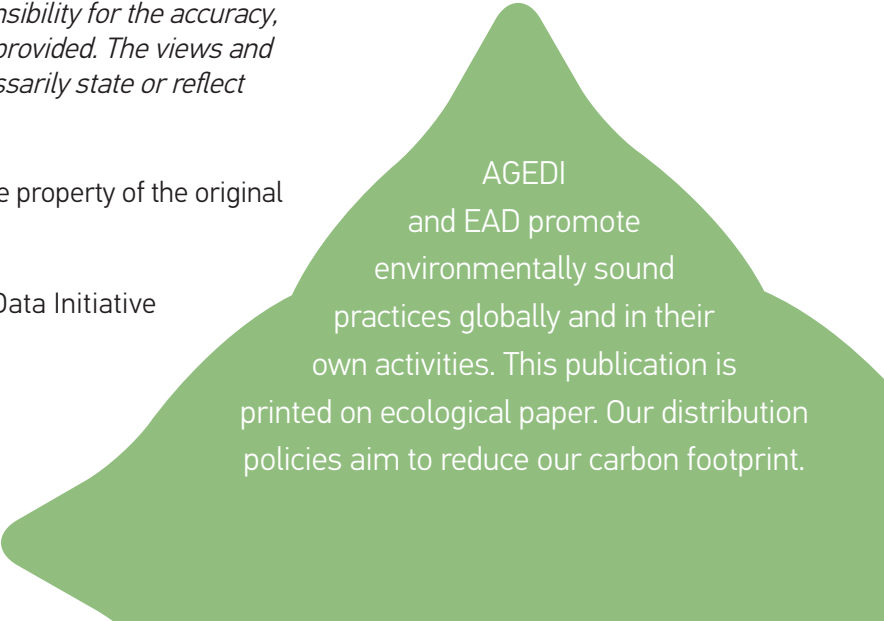 nsibility for the accuracy,
provided. The views and
ssarily state or reflect
e property of the original
Data Initiative
AGEDI
and EAD promote
environmentally sound
practices globally and in their
own activities. This publication is
printed on ecological paper. Our distribution
policies aim to reduce our carbon footprint.